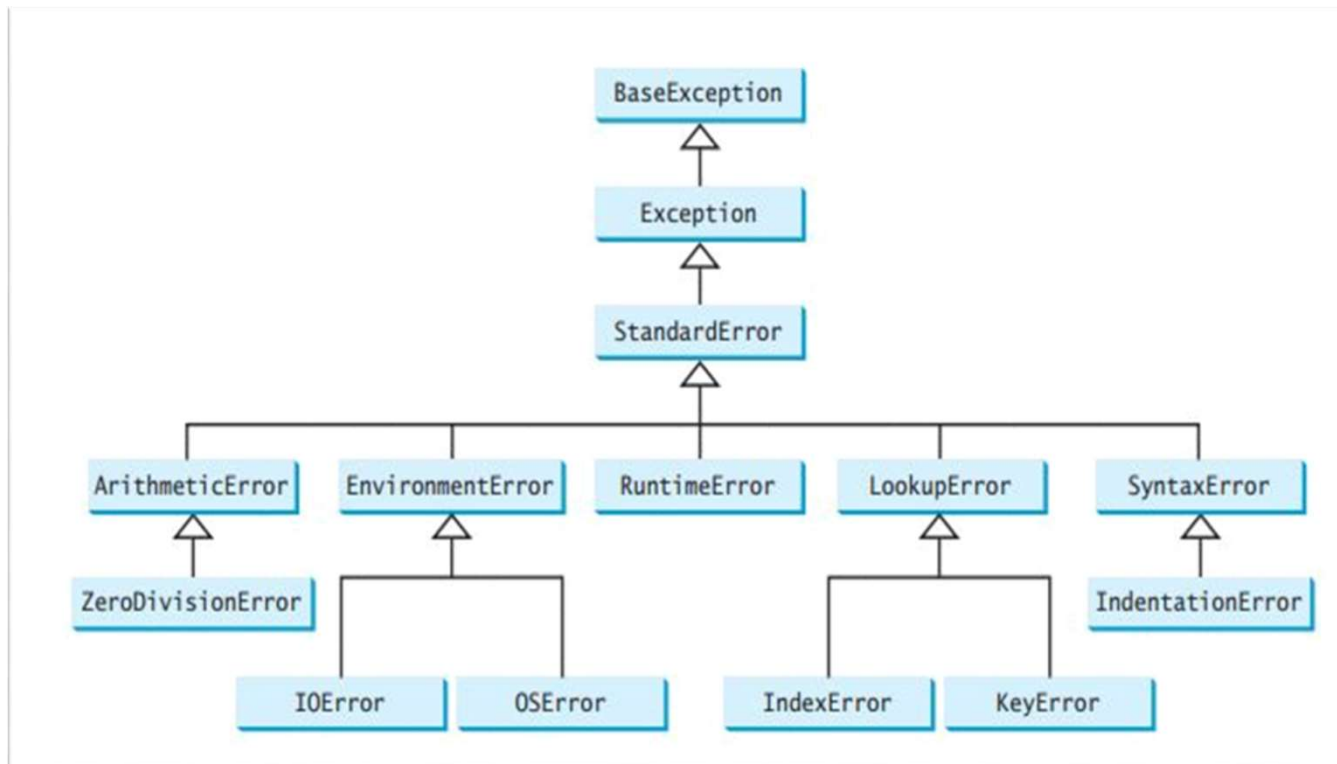 BaseException
Exception
StandardError
ArithmeticError
EnvironmentError
RuntimeError
LookupError
SyntaxError
ZeroDivisionError
IndentationError
IOError
OSError
IndexError
KeyError